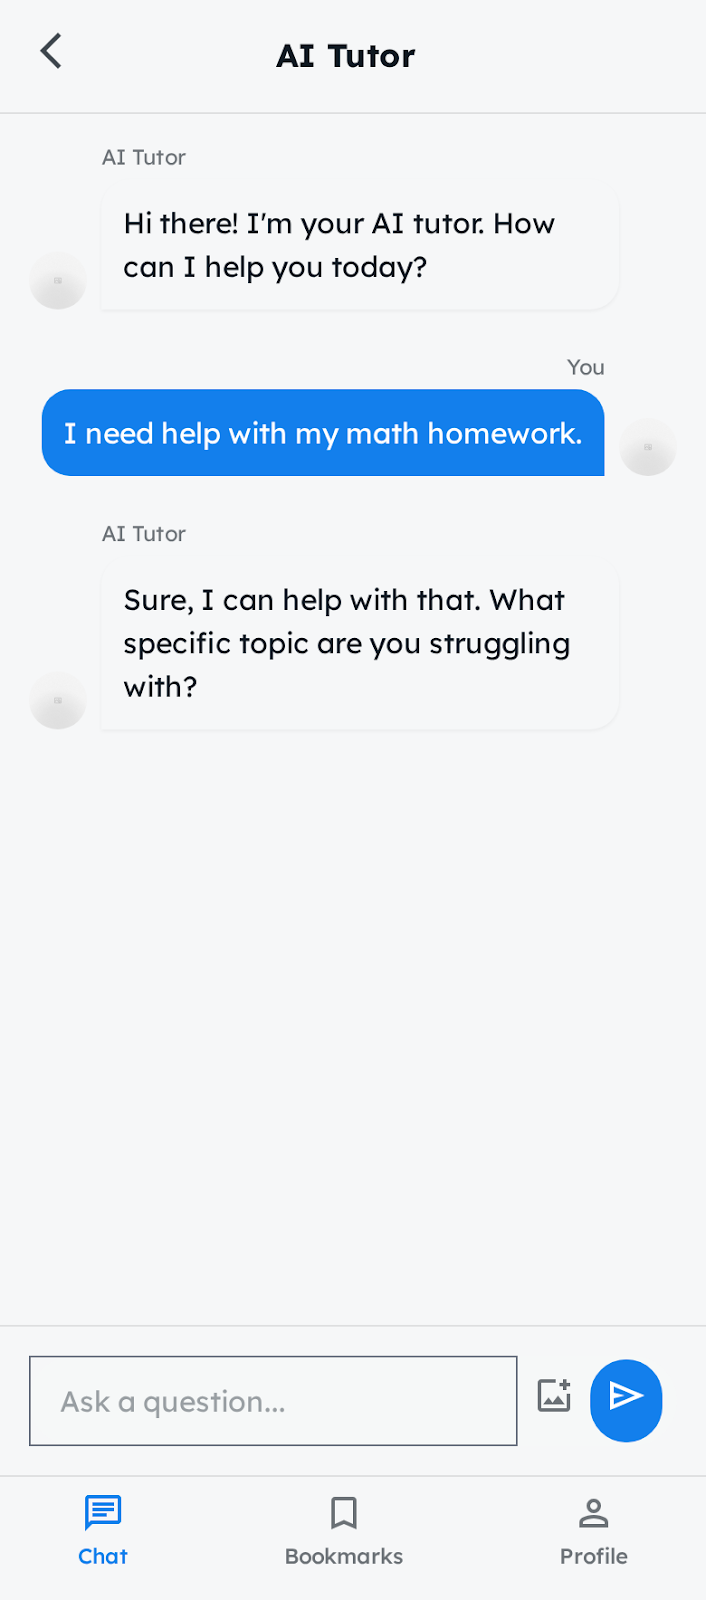 AI Tutor
AI Tutor
Hi there! I'm your AI tutor. How
can I help you today?
You
I need help with my math homework.
AI Tutor
Sure, I can help with that. What
specific topic are you struggling
with?
Ask a question...
Chat
Bookmarks
Profile